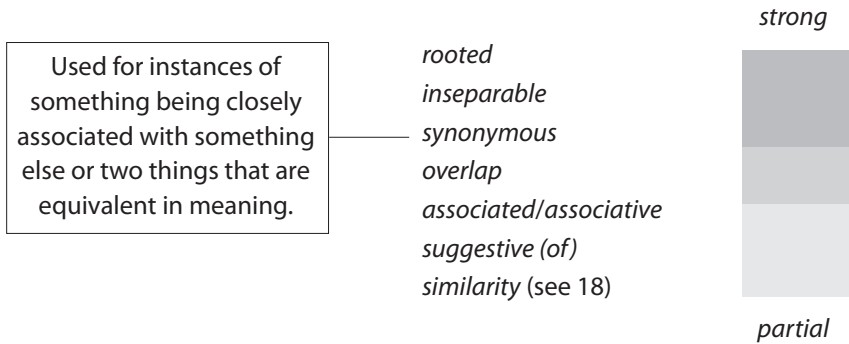 strong
Used for instances of
something being closely
associated with something
else or two things that are
equivalent in meaning.
rooted
inseparable
synonymous
overlap
associated/associative
suggestive (of)
similarity (see 18)
partial